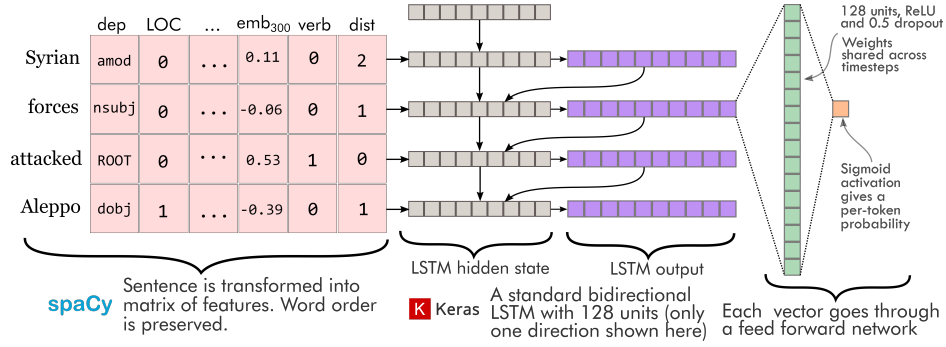 dep LOC ... emb300 verb dist
Syrian amod 0 ... 0.11 0 2
forces nsubj 0 ... -0.06 0 1
attacked ROOT 0 ... 0.53 1 0
Aleppo dobj 1 ... -0.39 0 1
spaCy
Sentence is transformed into
matrix of features. Word order
is preserved.
LSTM hidden state
LSTM output
K Keras
A standard bidirectional
LSTM with 128 units (only
one direction shown here)
128 units, ReLU
and 0.5 dropout
Weights
shared across
timesteps
Sigmoid
activation
gives a
per-token
probability
Each vector goes through
a feed forward network